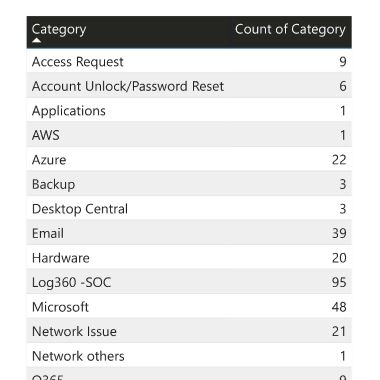 Category Count of Category
Access Request 9
Account Unlock/Password Reset 6
Applications 1
AWS 1
Azure 22
Backup 3
Desktop Central 3
Email 39
Hardware 20
Log360 -SOC 95
Microsoft 48
Network Issue 21
Network others 1
O365 9